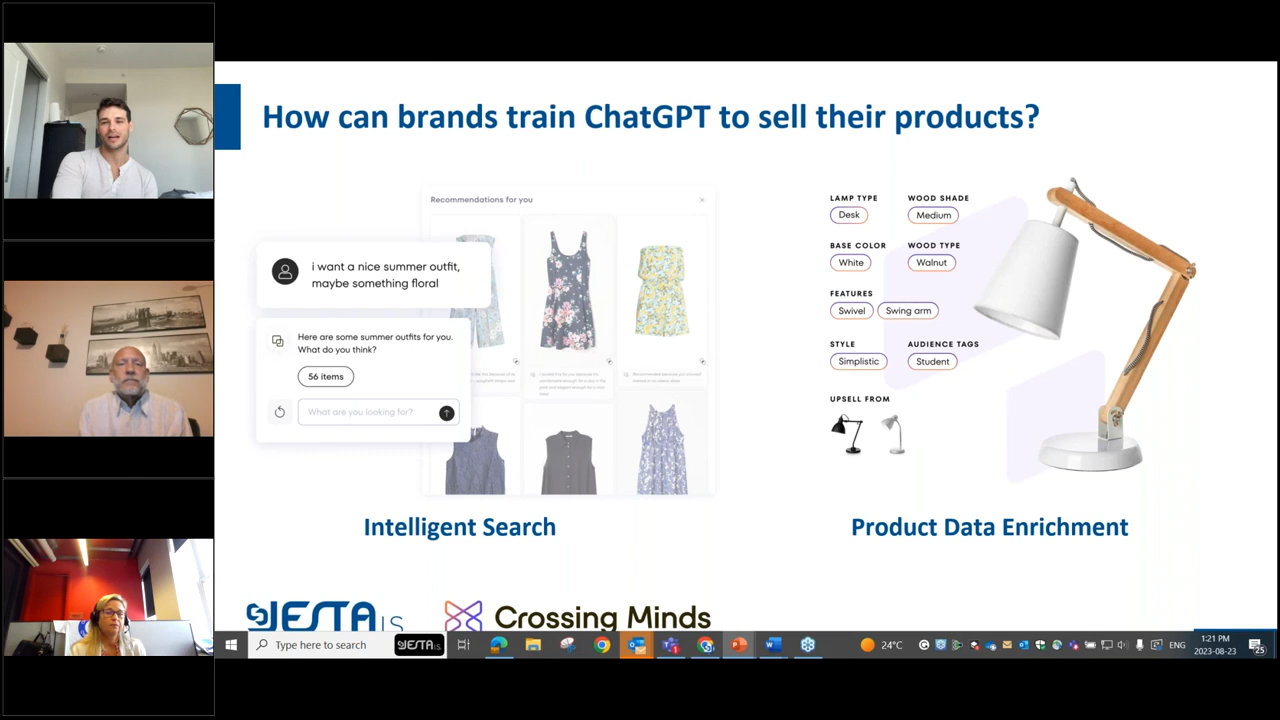 How can brands train ChatGPT to sell their products?
Recommendations for you
i want a nice summer outfit,
maybe something floral
Here are some summer outfits for you.
What do you think?
56 items
What are you looking for?
LAMP TYPE
Desk
WOOD SHADE
Medium
BASE COLOR
White
WOOD TYPE
Walnut
FEATURES
Swivel
Swing arm
STYLE
Simplistic
AUDIENCE TAGS
Student
UPSELL FROM
Intelligent Search
Product Data Enrichment
JESTA I.S.
Crossing Minds
Type here to search
JESTA I.S.
24°C
ENG
1:21 PM
2023-08-23
25